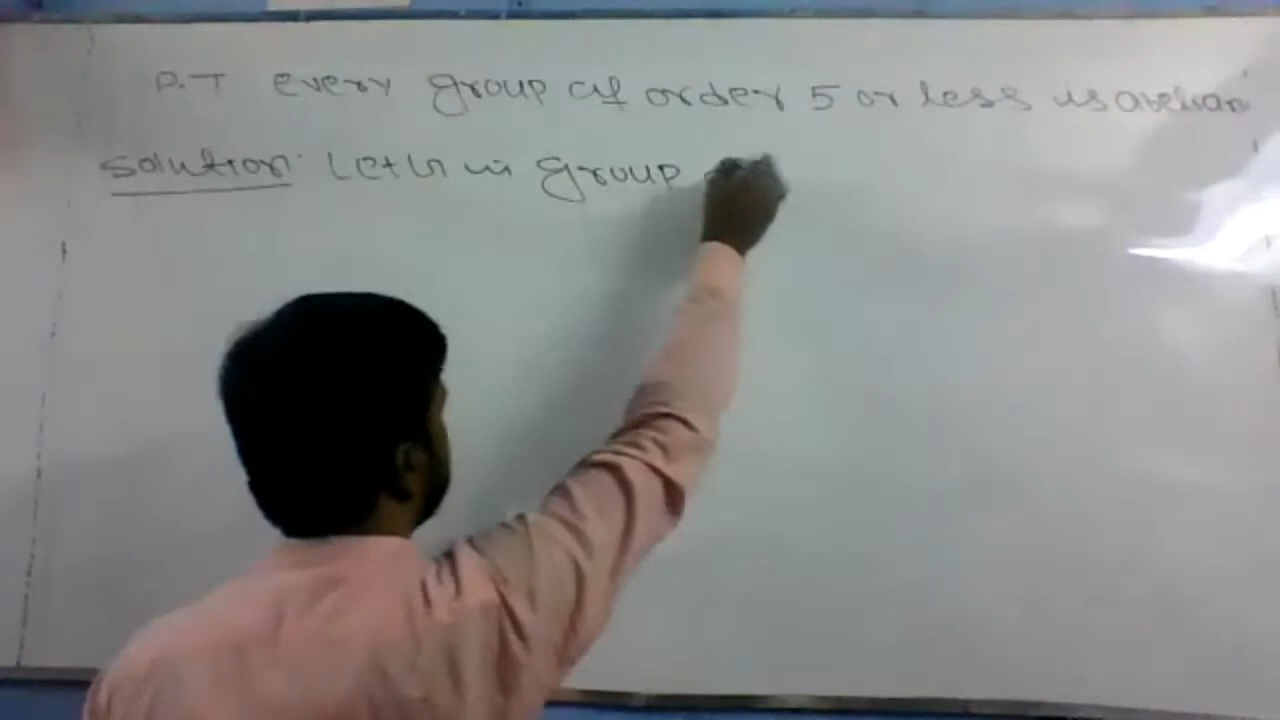 P.T every group of order 5 or less is abelian
Solution: Let G is group